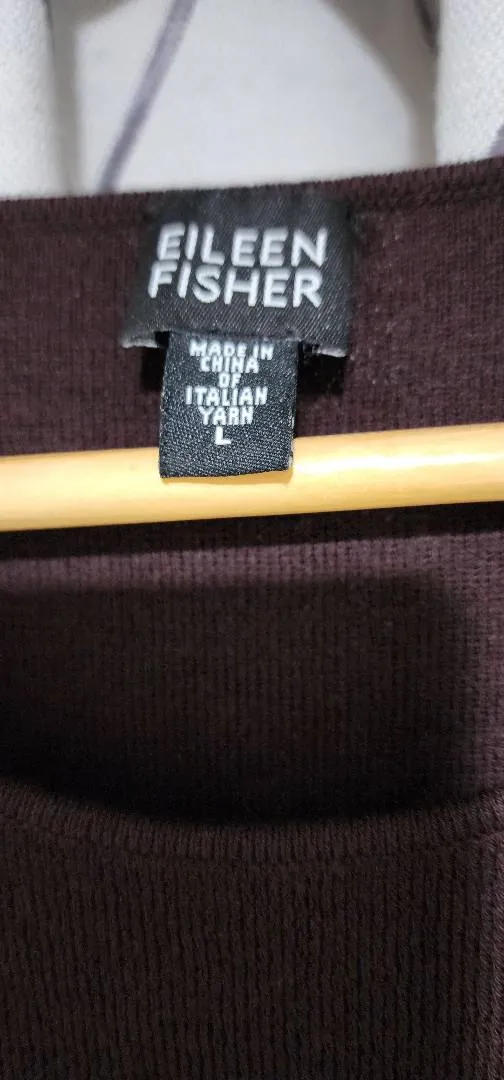 EILEEN
FISHER
MADE IN
CHINA
OF
ITALIAN
YARN
L